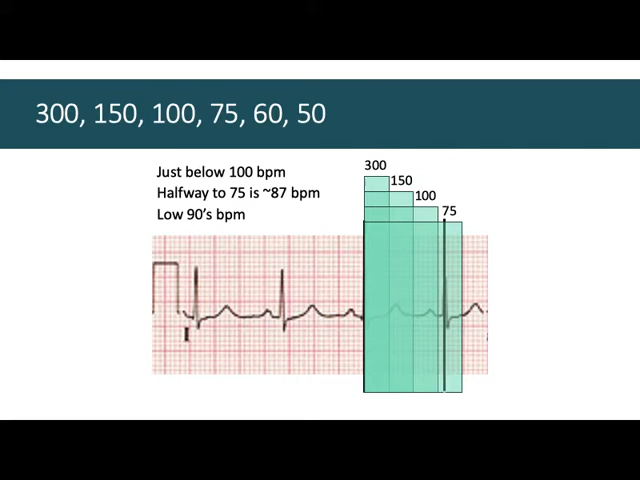 300, 150, 100, 75, 60, 50
Just below 100 bpm
Halfway to 75 is ~87 bpm
Low 90's bpm
300
150
100
75
I